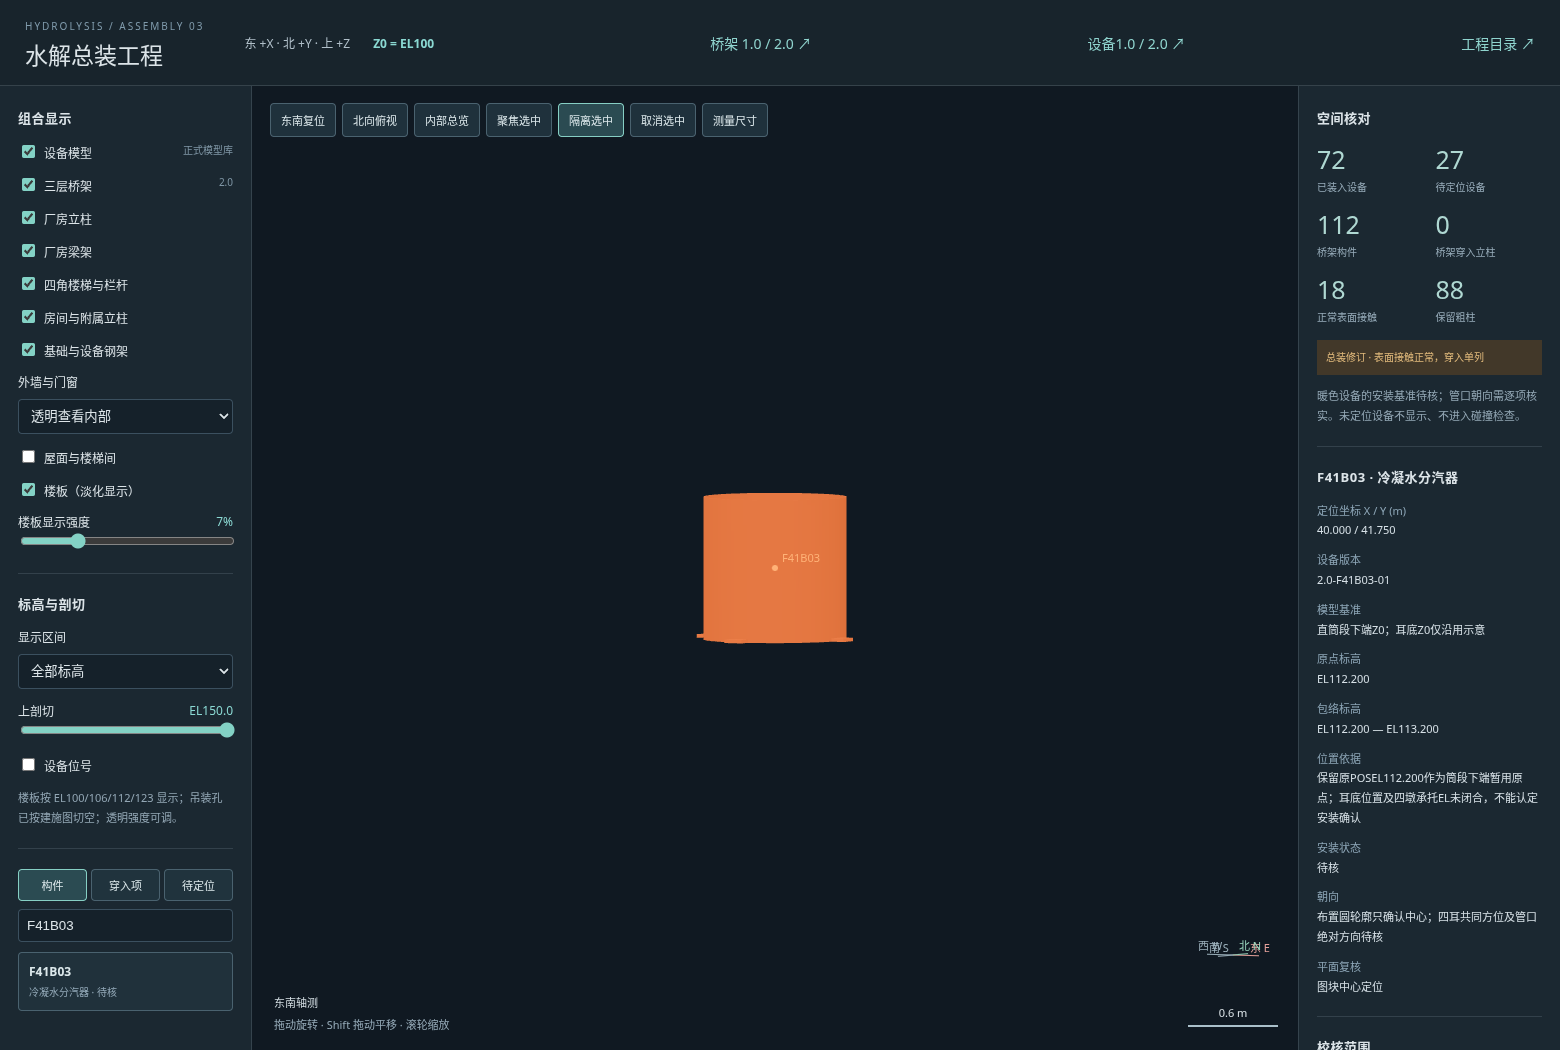 HYDROLYSIS / ASSEMBLY 03
水解总装工程
东 +X · 北 +Y · 上 +Z
Z0 = EL100
桥架 1.0 / 2.0 ↗
设备1.0 / 2.0 ↗
工程目录 ↗
组合显示
设备模型
正式模型库
三层桥架
2.0
厂房立柱
厂房梁架
四角楼梯与栏杆
房间与附属立柱
基础与设备钢架
外墙与门窗
透明查看内部
屋面与楼梯间
楼板（淡化显示）
楼板显示强度
7%
标高与剖切
显示区间
全部标高
上剖切
EL150.0
设备位号
楼板按 EL100/106/112/123 显示；吊装孔
已按建施图切空；透明强度可调。
构件
穿入项
待定位
F41B03
F41B03
冷凝水分汽器 · 待核
东南复位
北向俯视
内部总览
聚焦选中
隔离选中
取消选中
测量尺寸
F41B03
西 W
南 S
北 N
东 E
东南轴测
拖动旋转 · Shift 拖动平移 · 滚轮缩放
0.6 m
空间核对
72
已装入设备
27
待定位设备
112
桥架构件
0
桥架穿入立柱
18
正常表面接触
88
保留粗柱
总装修订 · 表面接触正常，穿入单列
暖色设备的安装基准待核；管口朝向需逐项核
实。未定位设备不显示、不进入碰撞检查。
F41B03 · 冷凝水分汽器
定位坐标 X / Y (m)
40.000 / 41.750
设备版本
2.0-F41B03-01
模型基准
直筒段下端Z0；耳底Z0仅沿用示意
原点标高
EL112.200
包络标高
EL112.200 — EL113.200
位置依据
保留原POSEL112.200作为筒段下端暂用原
点；耳底位置及四墩承托EL未闭合，不能认定
安装确认
安装状态
待核
朝向
布置圆轮廓只确认中心；四耳共同方位及管口
绝对方向待核
平面复核
图块中心定位
校核范围